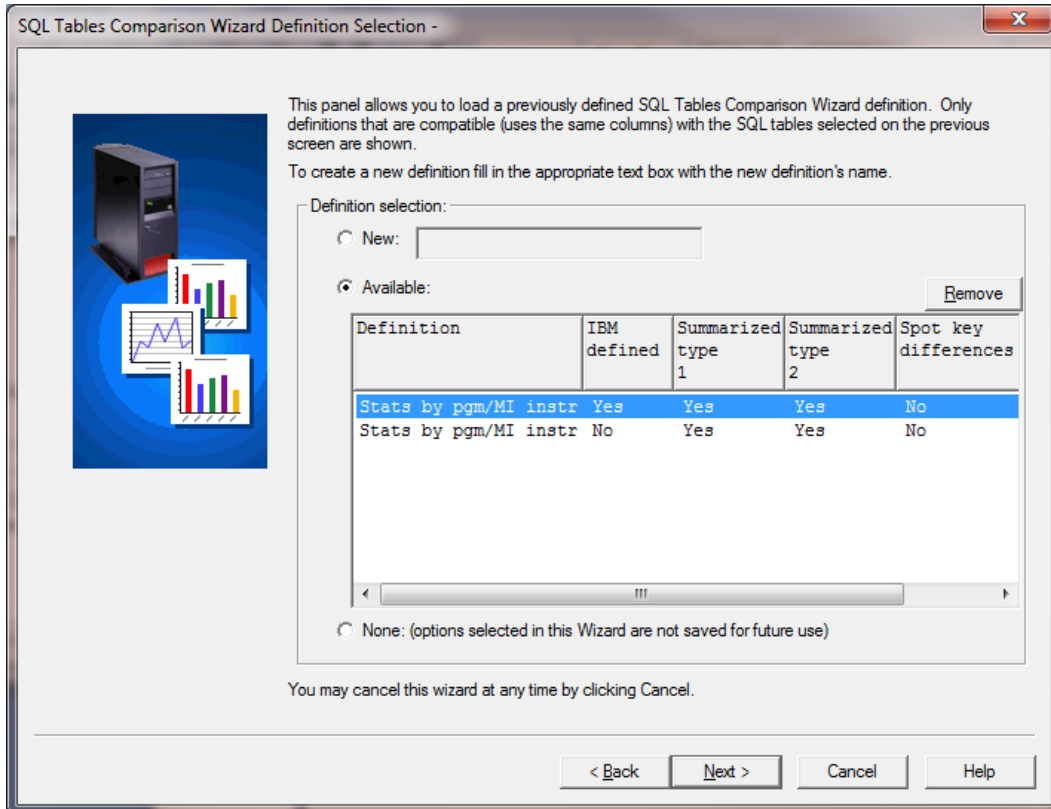 SQL Tables Comparison Wizard Definition Selection -
This panel allows you to load a previously defined SQL Tables Comparison Wizard definition.  Only
definitions that are compatible (uses the same columns) with the SQL tables selected on the previous
screen are shown.
To create a new definition fill in the appropriate text box with the new definition's name.
Definition selection:
New:
Available:
Remove
Definition IBM defined Summarized type 1 Summarized type 2 Spot key differences
Stats by pgm/MI instr Yes Yes Yes No
Stats by pgm/MI instr No Yes Yes No
None: (options selected in this Wizard are not saved for future use)
You may cancel this wizard at any time by clicking Cancel.
< Back Next > Cancel Help